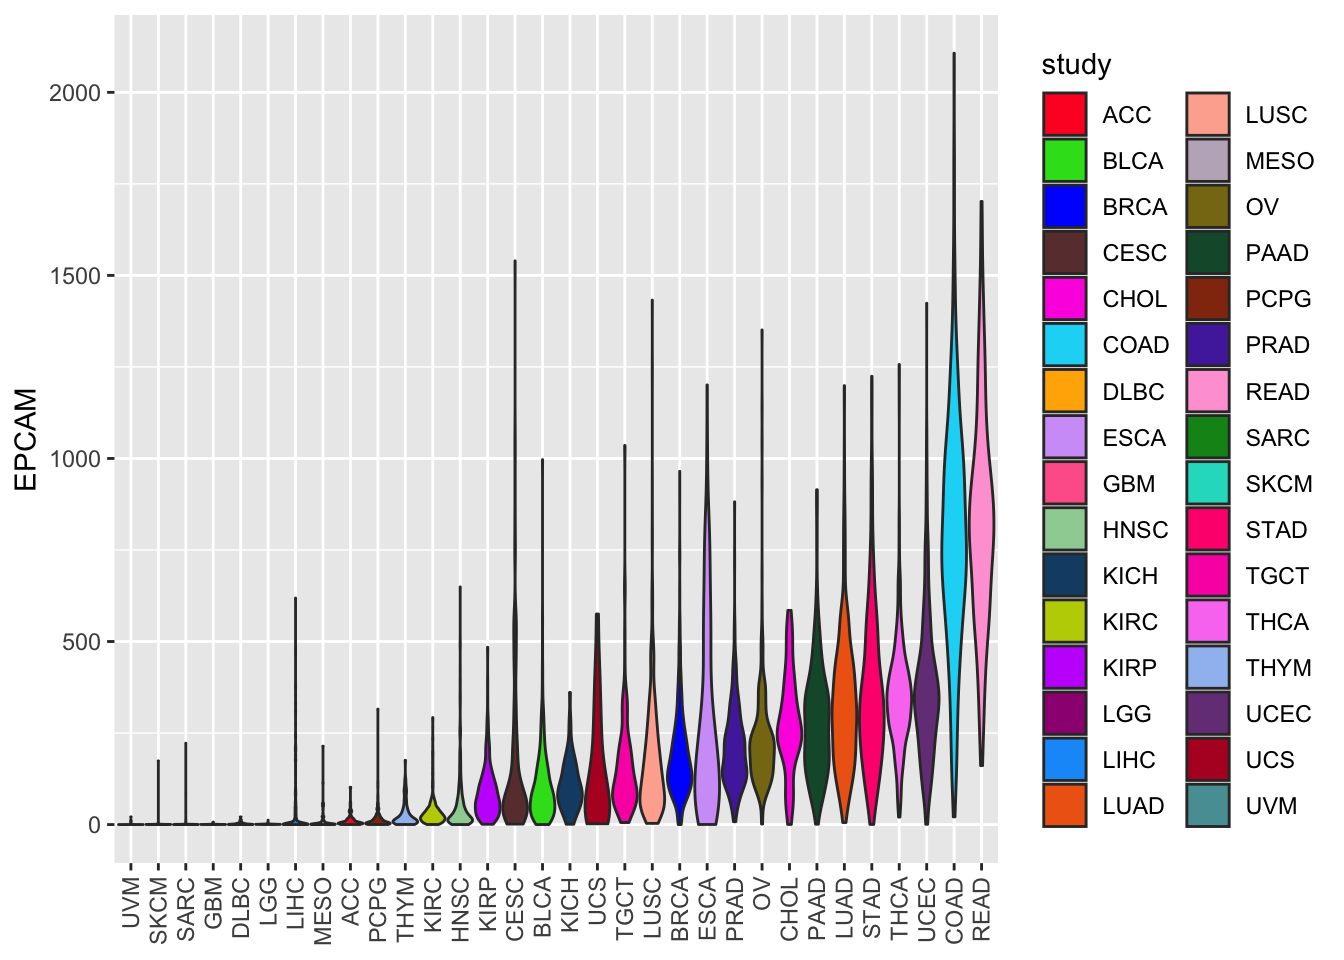 EPCAM
2000
1500
1000
500
0
UVM
SKCM
SARC
GBM
DLBC
LGG
LIHC
MESO
ACC
PCPG
THYM
KIRC
HNSC
KIRP
CESC
BLCA
KICH
UCS
TGCT
LUSC
BRCA
ESCA
PRAD
OV
CHOL
PAAD
LUAD
STAD
THCA
UCEC
COAD
READ
study
ACC
BLCA
BRCA
CESC
CHOL
COAD
DLBC
ESCA
GBM
HNSC
KICH
KIRC
KIRP
LGG
LIHC
LUAD
LUSC
MESO
OV
PAAD
PCPG
PRAD
READ
SARC
SKCM
STAD
TGCT
THCA
THYM
UCEC
UCS
UVM